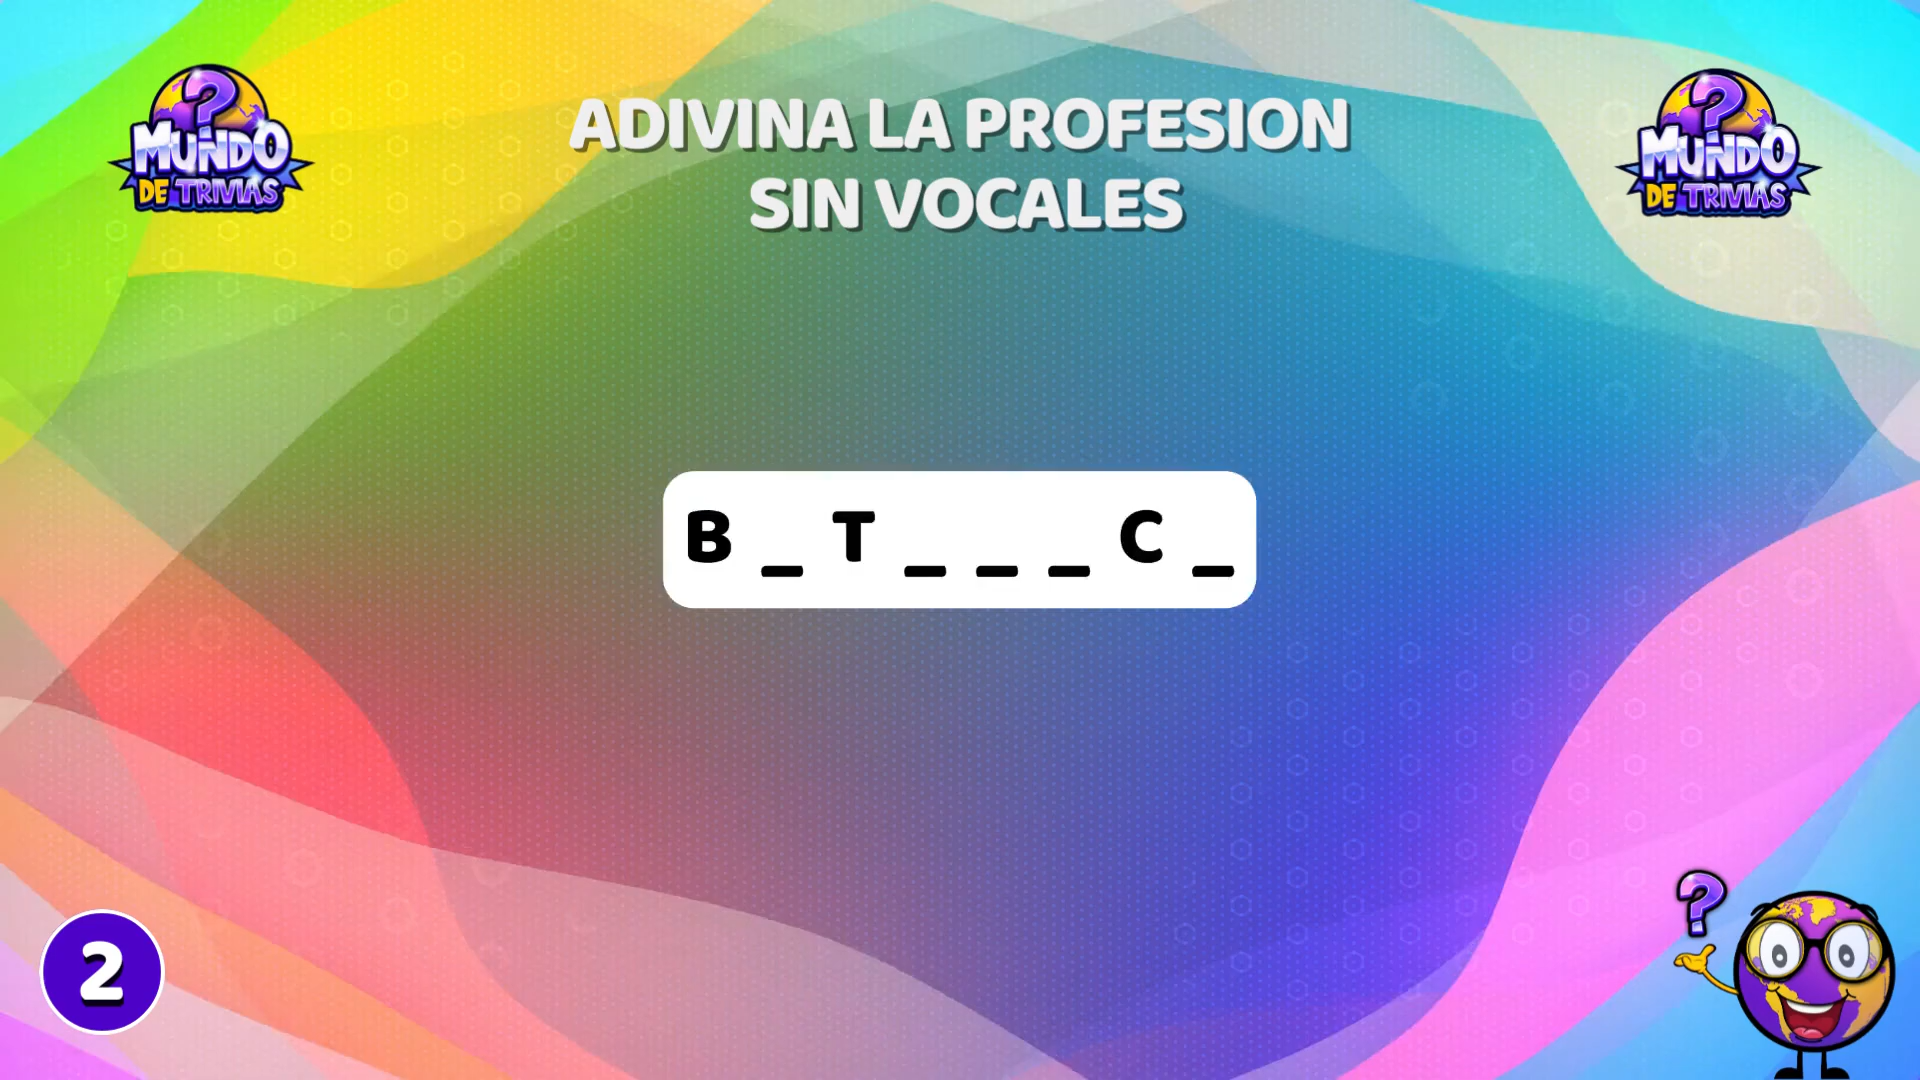 MUNDO
DE TRIVIAS
ADIVINA LA PROFESION
SIN VOCALES
MUNDO
DE TRIVIAS
B _ T _ _ _ C _
2